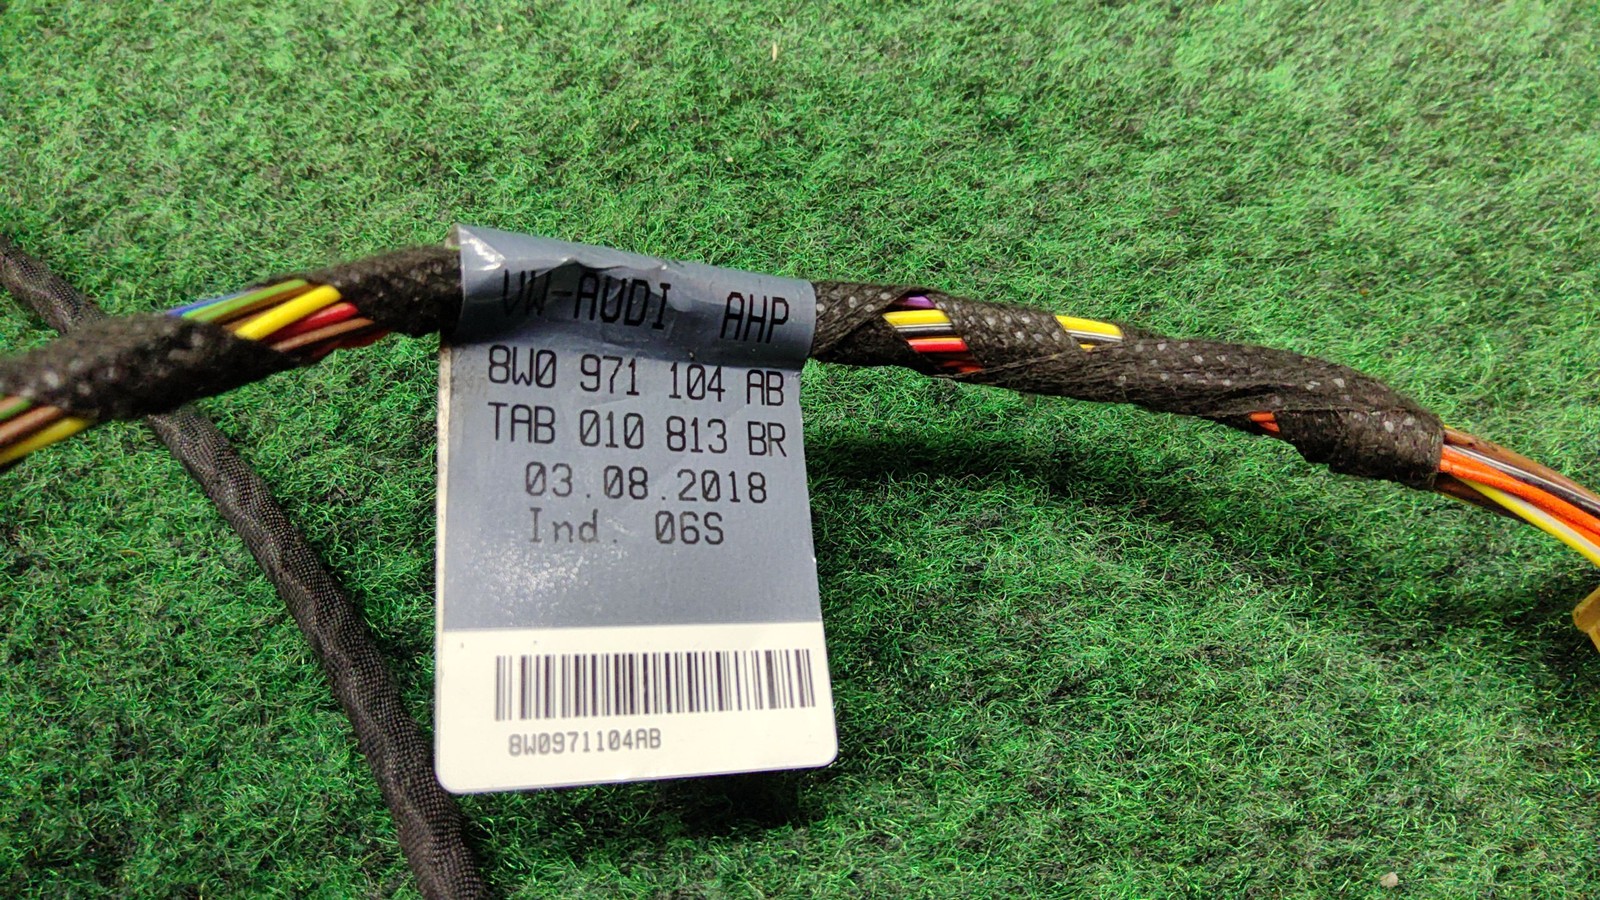 VW-AUDI AHP
8W0 971 104 AB
TAB 010 813 BR
03.08.2018
Ind. 06S
8W0971104AB